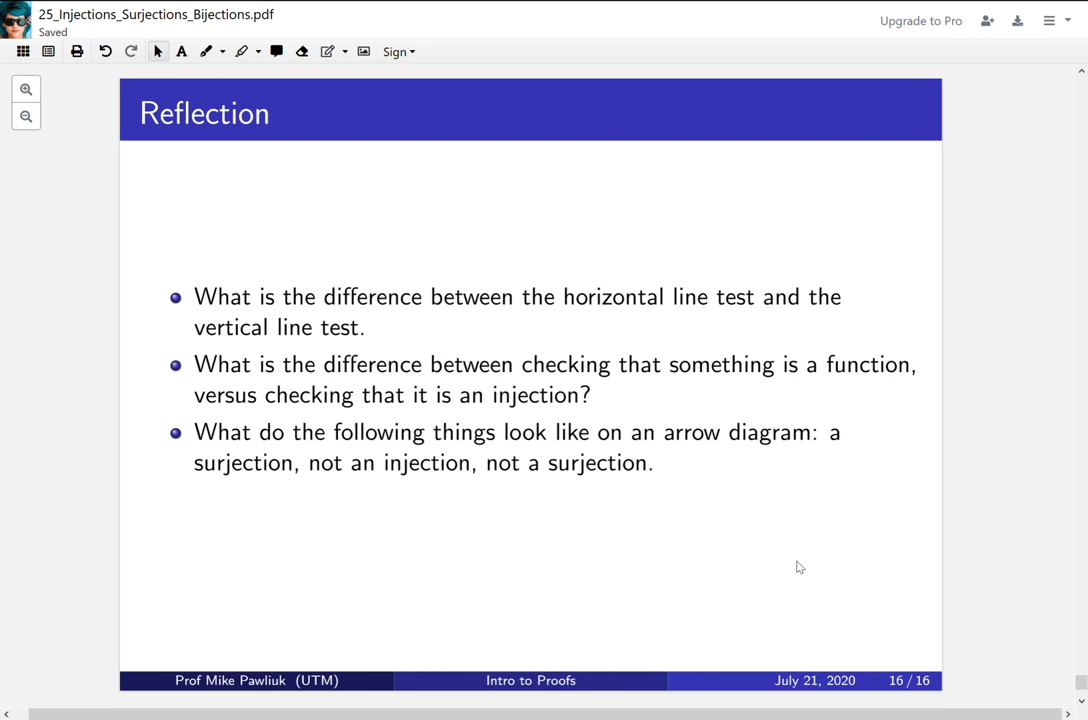 25_Injections_Surjections_Bijections.pdf
Saved
Upgrade to Pro
A
Sign
Reflection
What is the difference between the horizontal line test and the
vertical line test.
What is the difference between checking that something is a function,
versus checking that it is an injection?
What do the following things look like on an arrow diagram: a
surjection, not an injection, not a surjection.
Prof Mike Pawliuk (UTM) Intro to Proofs July 21, 2020 16 / 16